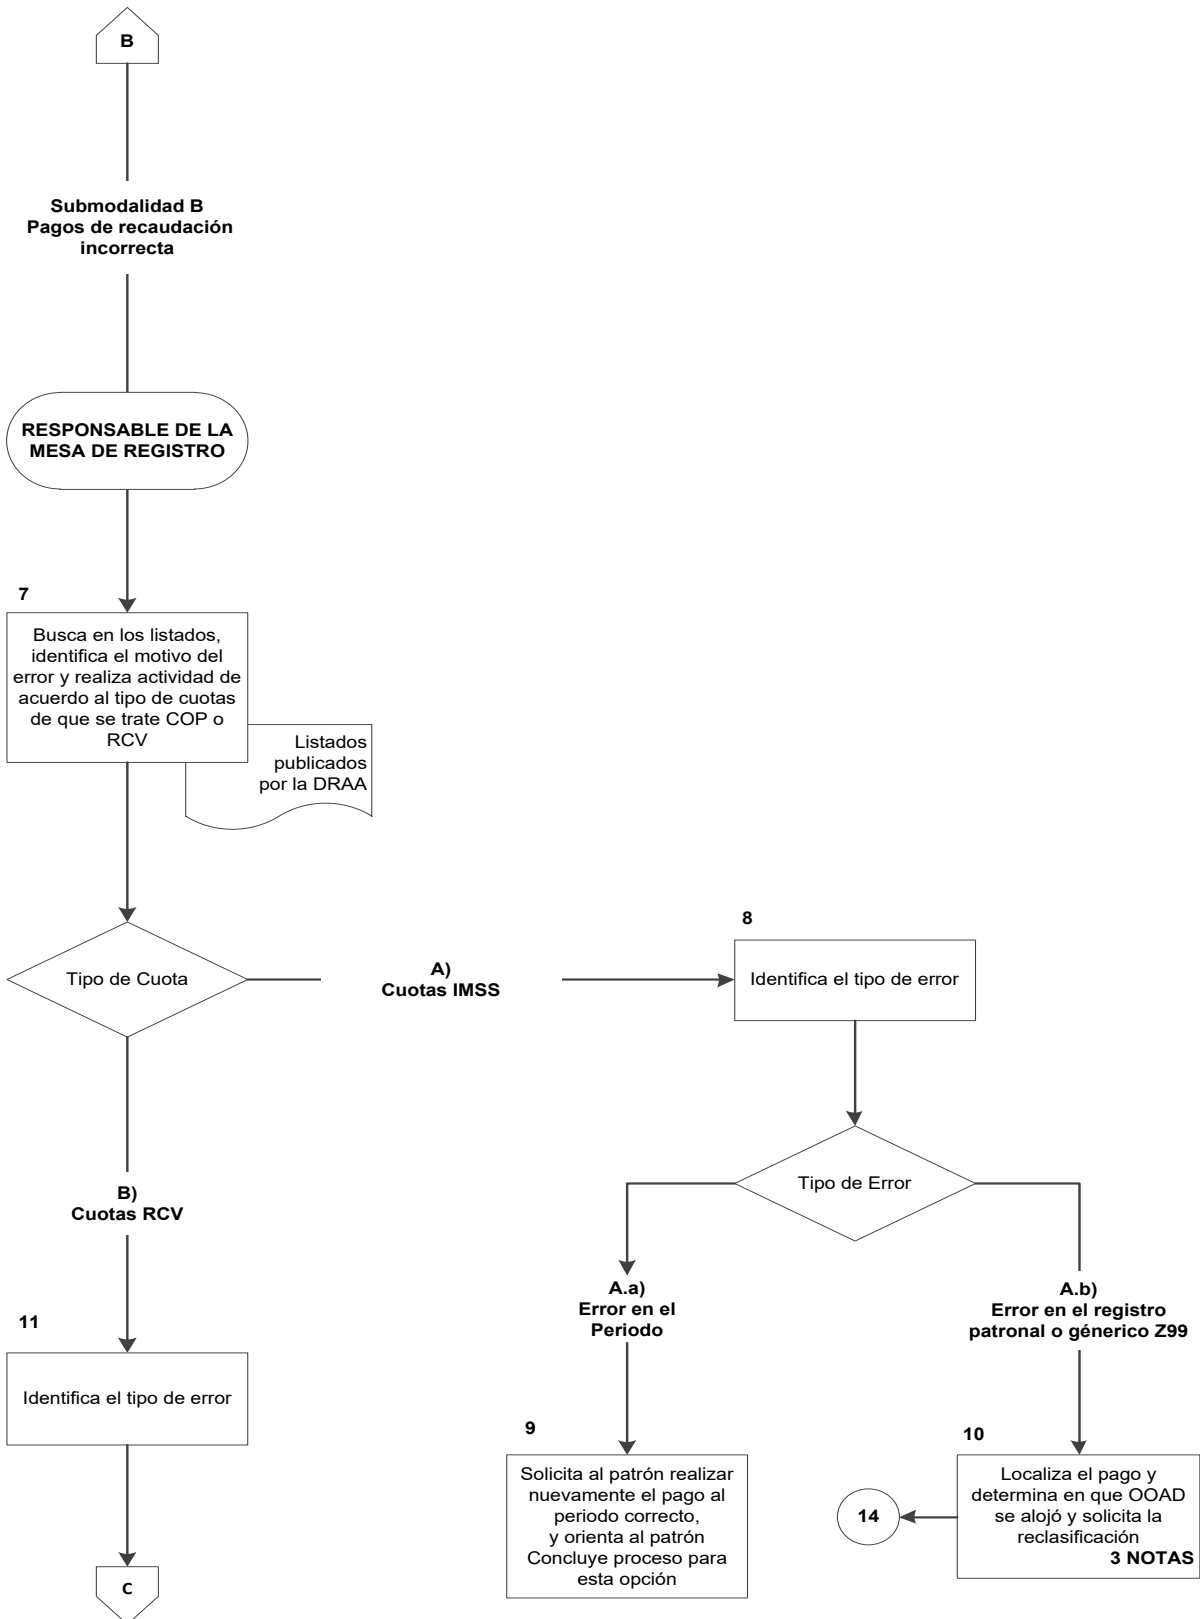 B
Submodalidad B
Pagos de recaudación
incorrecta
RESPONSABLE DE LA
MESA DE REGISTRO
7
Busca en los listados,
identifica el motivo del
error y realiza actividad de
acuerdo al tipo de cuotas
de que se trate COP o
RCV
Listados
publicados
por la DRAA
Tipo de Cuota
A)
Cuotas IMSS
8
Identifica el tipo de error
Tipo de Error
B)
Cuotas RCV
11
Identifica el tipo de error
C
A.a)
Error en el
Periodo
9
Solicita al patrón realizar
nuevamente el pago al
periodo correcto,
y orienta al patrón
Concluye proceso para
esta opción
A.b)
Error en el registro
patronal o génerico Z99
10
Localiza el pago y
determina en que OOAD
se alojó y solicita la
reclasificación
3 NOTAS
14